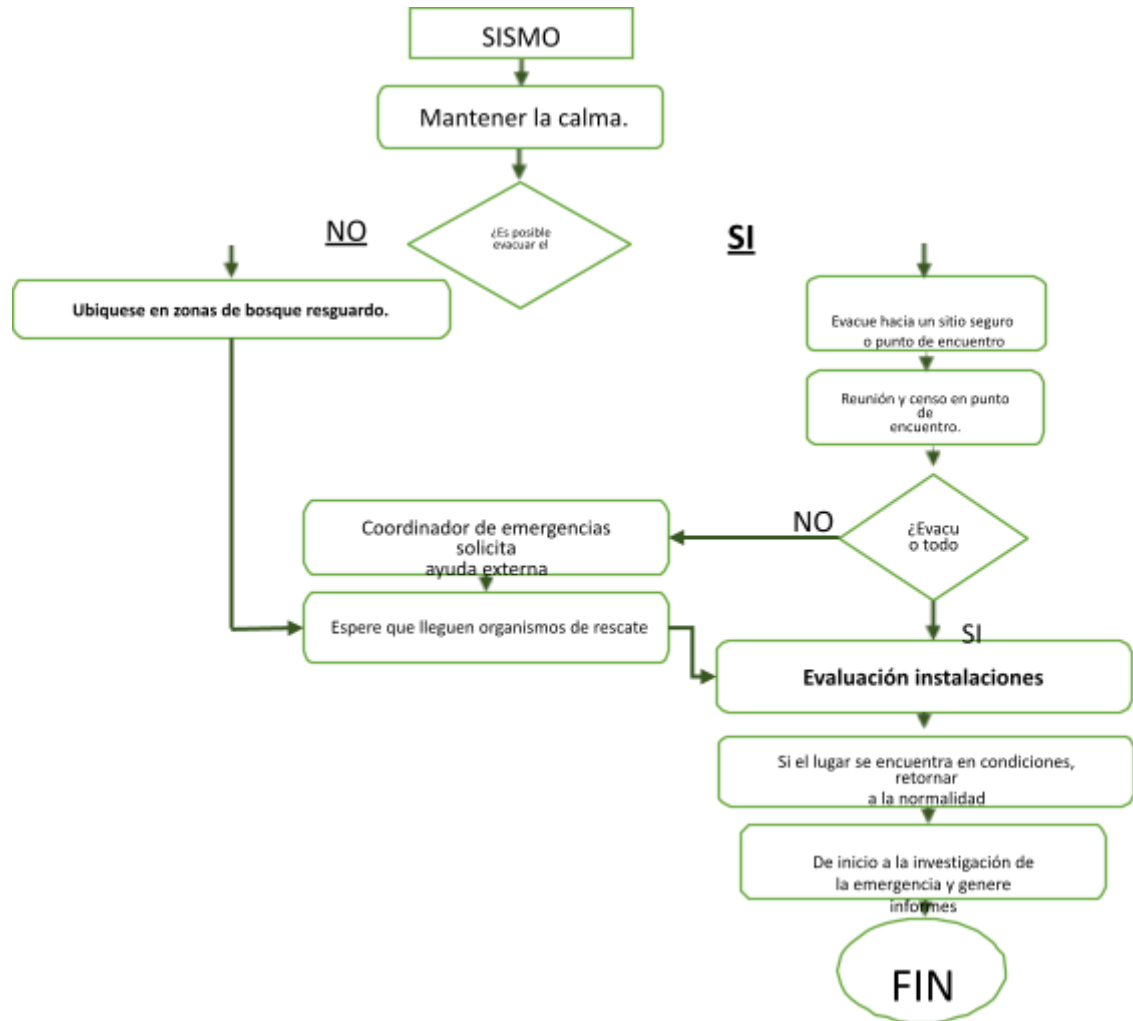 SISMO
Mantener la calma.
¿Es posible
evacuar el
NO
SI
Ubiquese en zonas de bosque resguardo.
Evacue hacia un sitio seguro
o punto de encuentro
Reunión y censo en punto
de
encuentro.
¿Evacu
o todo
NO
Coordinador de emergencias
solicita
ayuda externa
Espere que lleguen organismos de rescate
SI
Evaluación instalaciones
Si el lugar se encuentra en condiciones,
retornar
a la normalidad
De inicio a la investigación de
la emergencia y genere
informes
FIN